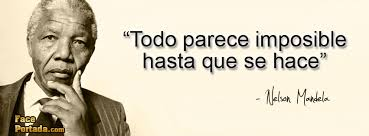 “Todo parece imposible
hasta que se hace”
- Nelson Mandela
Face
Portada.com